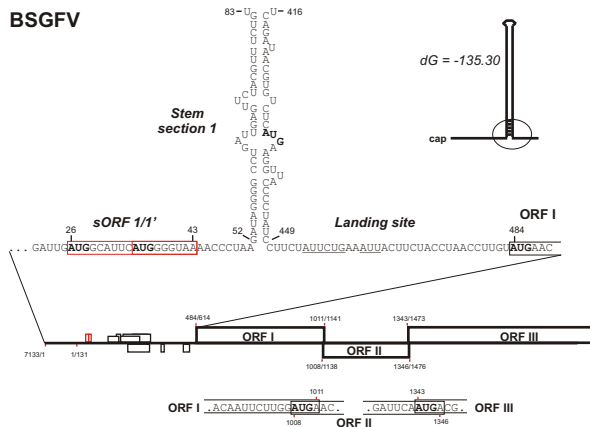 BSGFV
83
416
dG = -135.30
Stem
section 1
cap
sORF 1/1'
Landing site
ORF I
26
43
52
449
484
. . . GAUUGAUGGCAUUCAUGGGGUAAAACCCUAA
CUUCUAUUCUGAAAUUACUUCUACCUAACCUUGUAUGAAC
484/614
1011/1141
1343/1473
ORF I
ORF II
ORF III
7133/1
1/131
1008/1138
1346/1476
1011
1343
ORF I
.ACAAUUCUUGGAUGAAC.
.GAUUCAAUGACG.
ORF III
1008
ORF II
1346